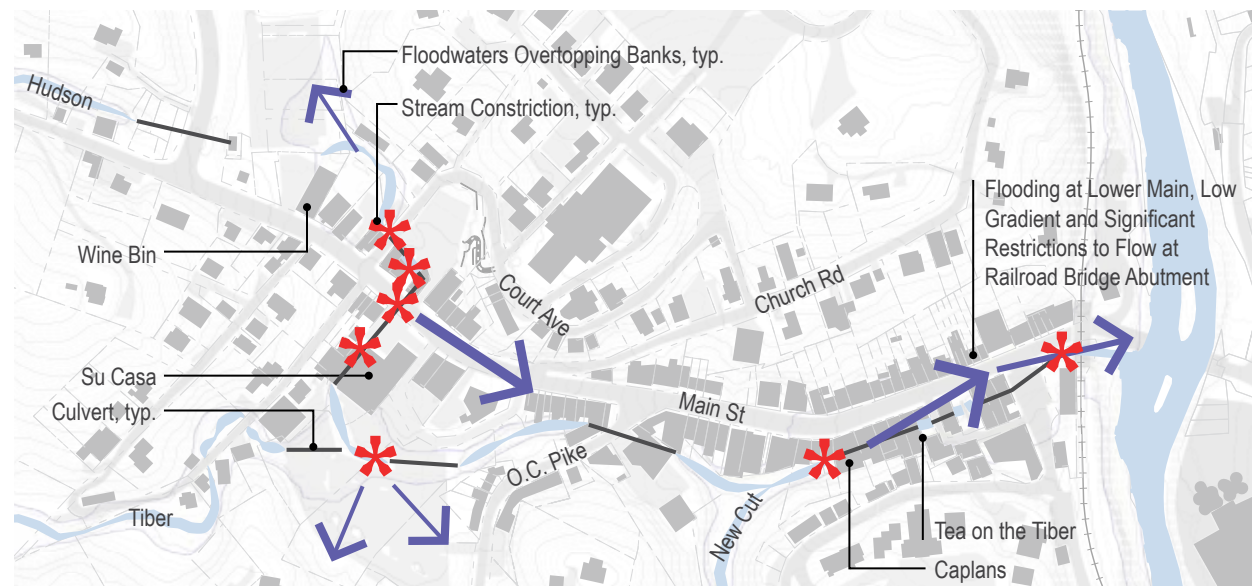 Floodwaters Overtopping Banks, typ.
Hudson
Stream Constriction, typ.
Flooding at Lower Main, Low
Gradient and Significant
Restrictions to Flow at
Railroad Bridge Abutment
Wine Bin
Court Ave
Church Rd
Su Casa
Culvert, typ.
Main St
O.C. Pike
Tiber
New Cut
Tea on the Tiber
Caplans